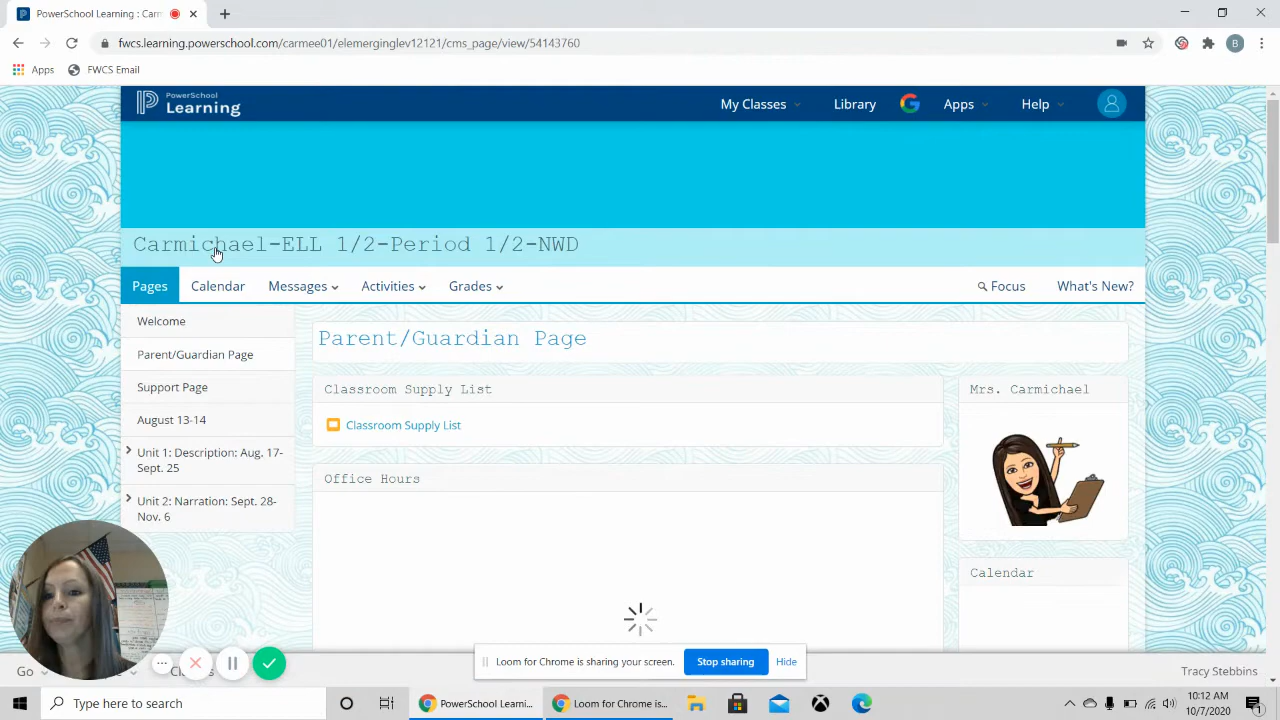 PowerSchool Learning : Carm
fwcs.learning.powerschool.com/carmee01/elemerginglev12121/cms_page/view/54143760
B
Apps
FWCS Email
PowerSchool
Learning
My Classes
Library
Apps
Help
Carmichael-ELL 1/2-Period 1/2-NWD
Pages
Calendar
Messages
Activities
Grades
Focus
What's New?
Welcome
Parent/Guardian Page
Support Page
August 13-14
Unit 1: Description: Aug. 17-
Sept. 25
Unit 2: Narration: Sept. 28-
Nov. 6
Parent/Guardian Page
Classroom Supply List
Classroom Supply List
Office Hours
Mrs. Carmichael
Calendar
Go
Loom for Chrome is sharing your screen.
Stop sharing
Hide
Tracy Stebbins
Type here to search
PowerSchool Learni...
Loom for Chrome is...
10:12 AM
10/7/2020
1